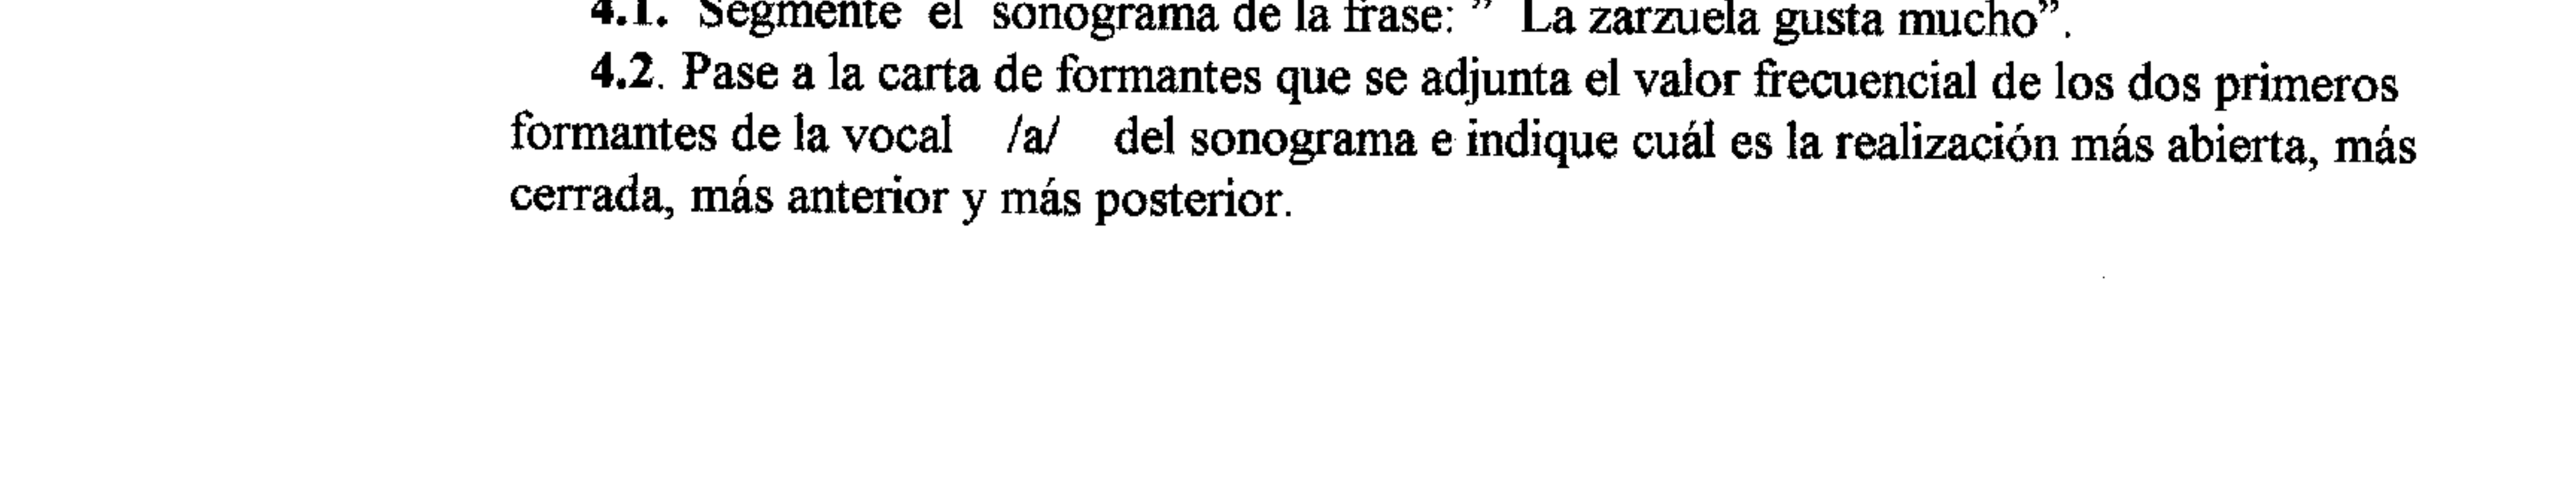 4.1. Segmente el sonograma de la frase: ” La zarzuela gusta mucho”.
4.2. Pase a la carta de formantes que se adjunta el valor frecuencial de los dos primeros
formantes de la vocal /a/ del sonograma e indique cuál es la realización más abierta, más
cerrada, más anterior y más posterior.